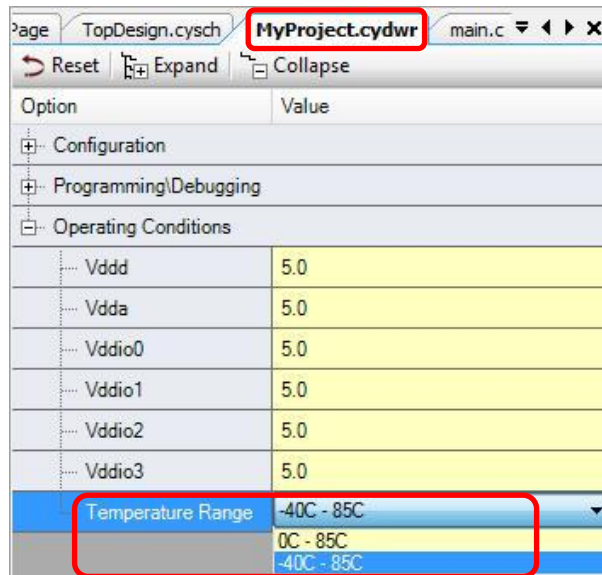 Page TopDesign.cysch MyProject.cydwr main.c
Reset Expand Collapse
Option Value
Configuration
Programming\Debugging
Operating Conditions
Vddd 5.0
Vdda 5.0
Vddio0 5.0
Vddio1 5.0
Vddio2 5.0
Vddio3 5.0
Temperature Range -40C - 85C
0C - 85C
-40C - 85C